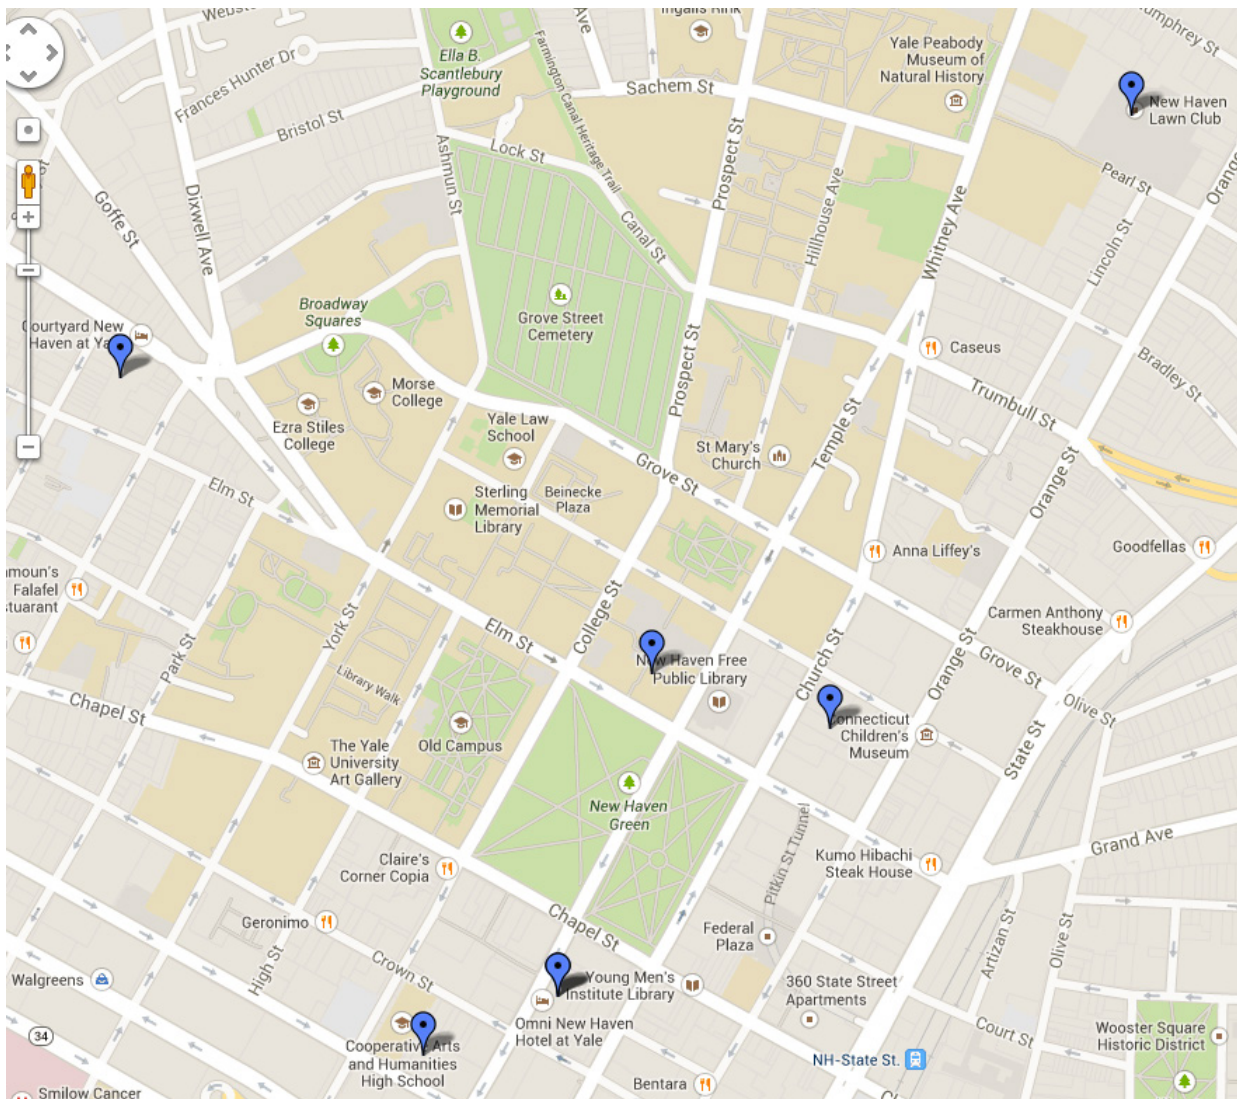 Ingalls Rink
Ella B.
Scantlebury
Playground
Frances Hunter Dr
Bristol St
Farmington Canal Heritage Trail
Ave
Sachem St
Yale Peabody
Museum of
Natural History
New Haven
Lawn Club
Pearl St
Lock St
Ashmun St
Goffe St
Dixwell Ave
Canal St
Prospect St
Hillhouse Ave
Whitney Ave
Lincoln St
Broadway
Squares
Grove Street
Cemetery
Courtyard New
Caseus
Bradley St
Trumbull St
Prospect St
Morse
College
Ezra Stiles
College
Yale Law
School
St Mary's
Church
Temple St
Orange St
Grove St
Elm St
Sterling
Memorial
Library
Beinecke
Plaza
Anna Liffey's
Goodfellas
Falafel
Carmen Anthony
Steakhouse
York St
Park St
Elm St
College St
Church St
Orange St
Grove St
Olive St
Library Walk
New Haven Free
Public Library
Chapel St
Old Campus
The Yale
University
Art Gallery
Connecticut
Children's
Museum
State St
New Haven
Green
Pitkin St Tunnel
Grand Ave
Kumo Hibachi
Steak House
Claire's
Corner Copia
Geronimo
Chapel St
Federal
Plaza
Artizan St
Olive St
Walgreens
High St
Crown St
Young Men's
Institute Library
360 State Street
Apartments
Omni New Haven
Hotel at Yale
Court St
Wooster Square
Historic District
34
Cooperative Arts
and Humanities
High School
NH-State St.
Bentara
Smilow Cancer